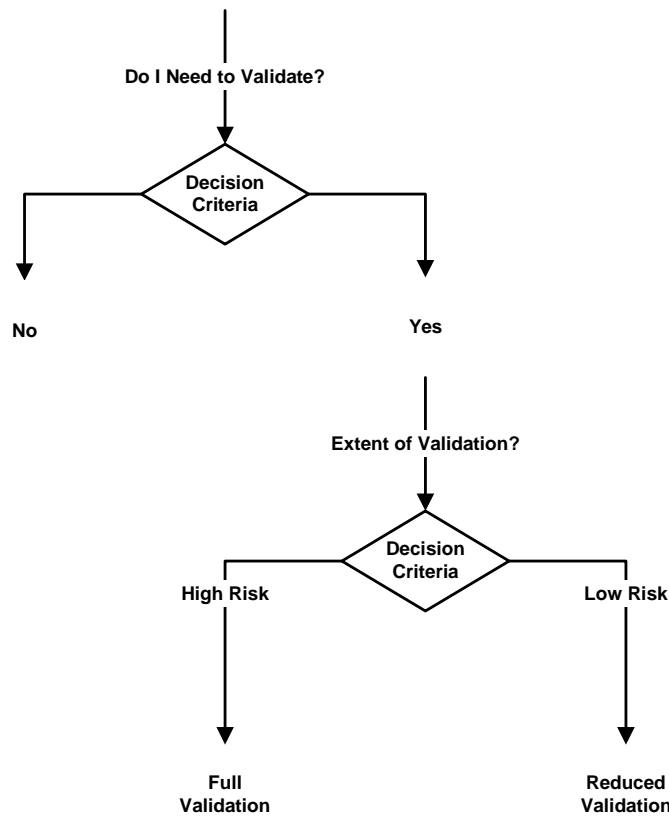 Do I Need to Validate?
Decision
Criteria
No
Yes
Extent of Validation?
Decision
Criteria
High Risk
Low Risk
Full
Validation
Reduced
Validation